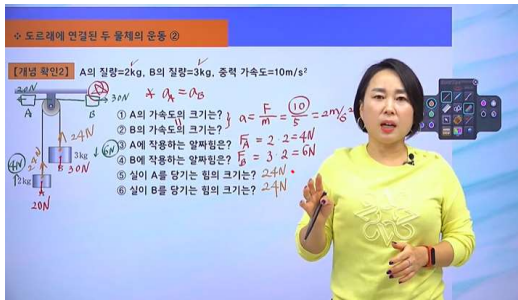 ❖ 도르래에 연결된 두 물체의 운동 ②
【개념 확인2】 A의 질량=2kg, B의 질량=3kg, 중력 가속도=10m/s²
* a_A = a_B
20N
30N
A
B
① A의 가속도의 크기는?
② B의 가속도의 크기는?
} a = F/m = 10/5 = 2m/s²
③ A에 작용하는 알짜힘은? F_A = 2·2 = 4N
④ B에 작용하는 알짜힘은? F_B = 3·2 = 6N
⑤ 실이 A를 당기는 힘의 크기는? 24N
⑥ 실이 B를 당기는 힘의 크기는? 24N
24N
3kg
↓ 6N
B 30N
4N
2kg
20N